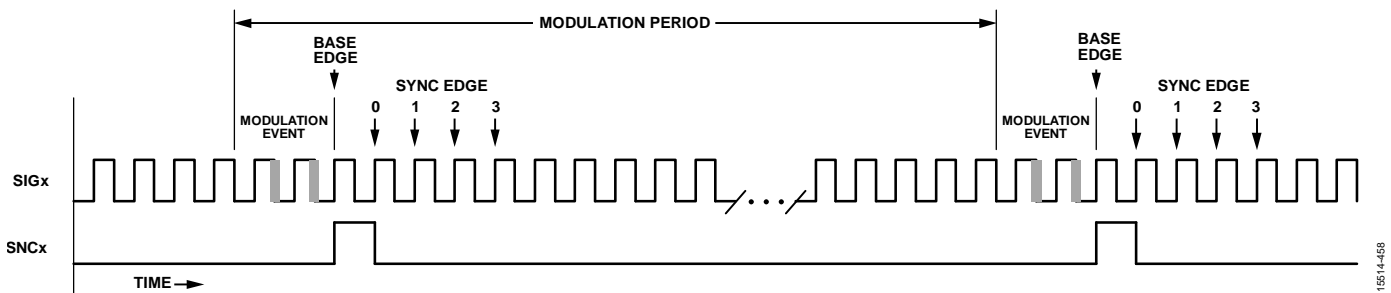 MODULATION PERIOD
BASE
EDGE
BASE
EDGE
SYNC EDGE
0 1 2 3
SYNC EDGE
0 1 2 3
MODULATION
EVENT
MODULATION
EVENT
SIGx
SNCx
TIME
15514-458